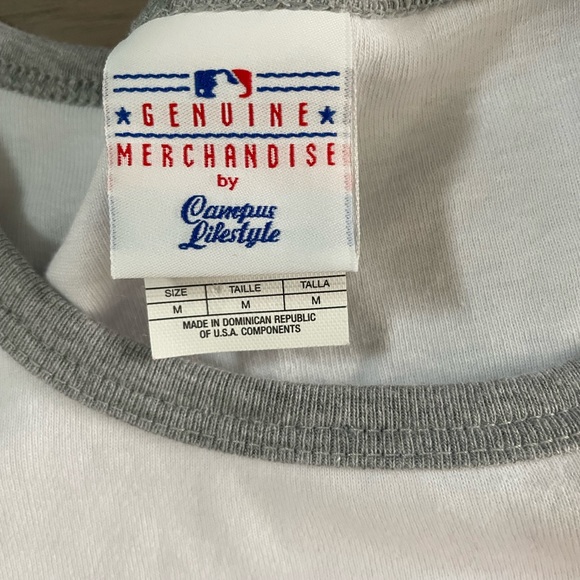 GENUINE
MERCHANDISE
by
Campus
Lifestyle
SIZE TAILLE TALLA
M M M
MADE IN DOMINICAN REPUBLIC
OF U.S.A. COMPONENTS